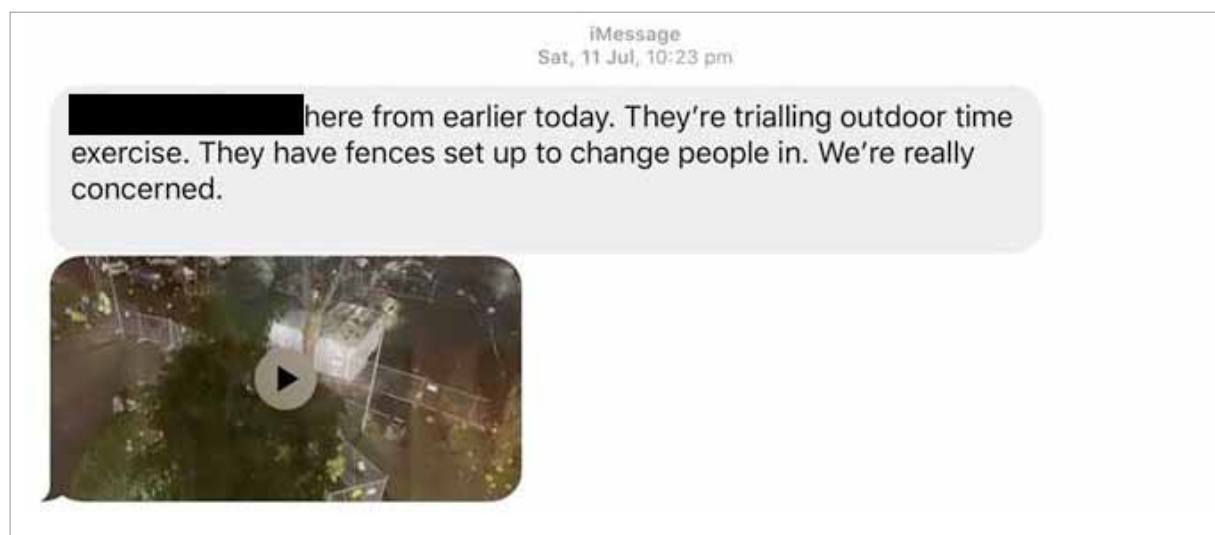 iMessage
Sat, 11 Jul, 10:23 pm
here from earlier today. They're trialling outdoor time
exercise. They have fences set up to change people in. We're really
concerned.